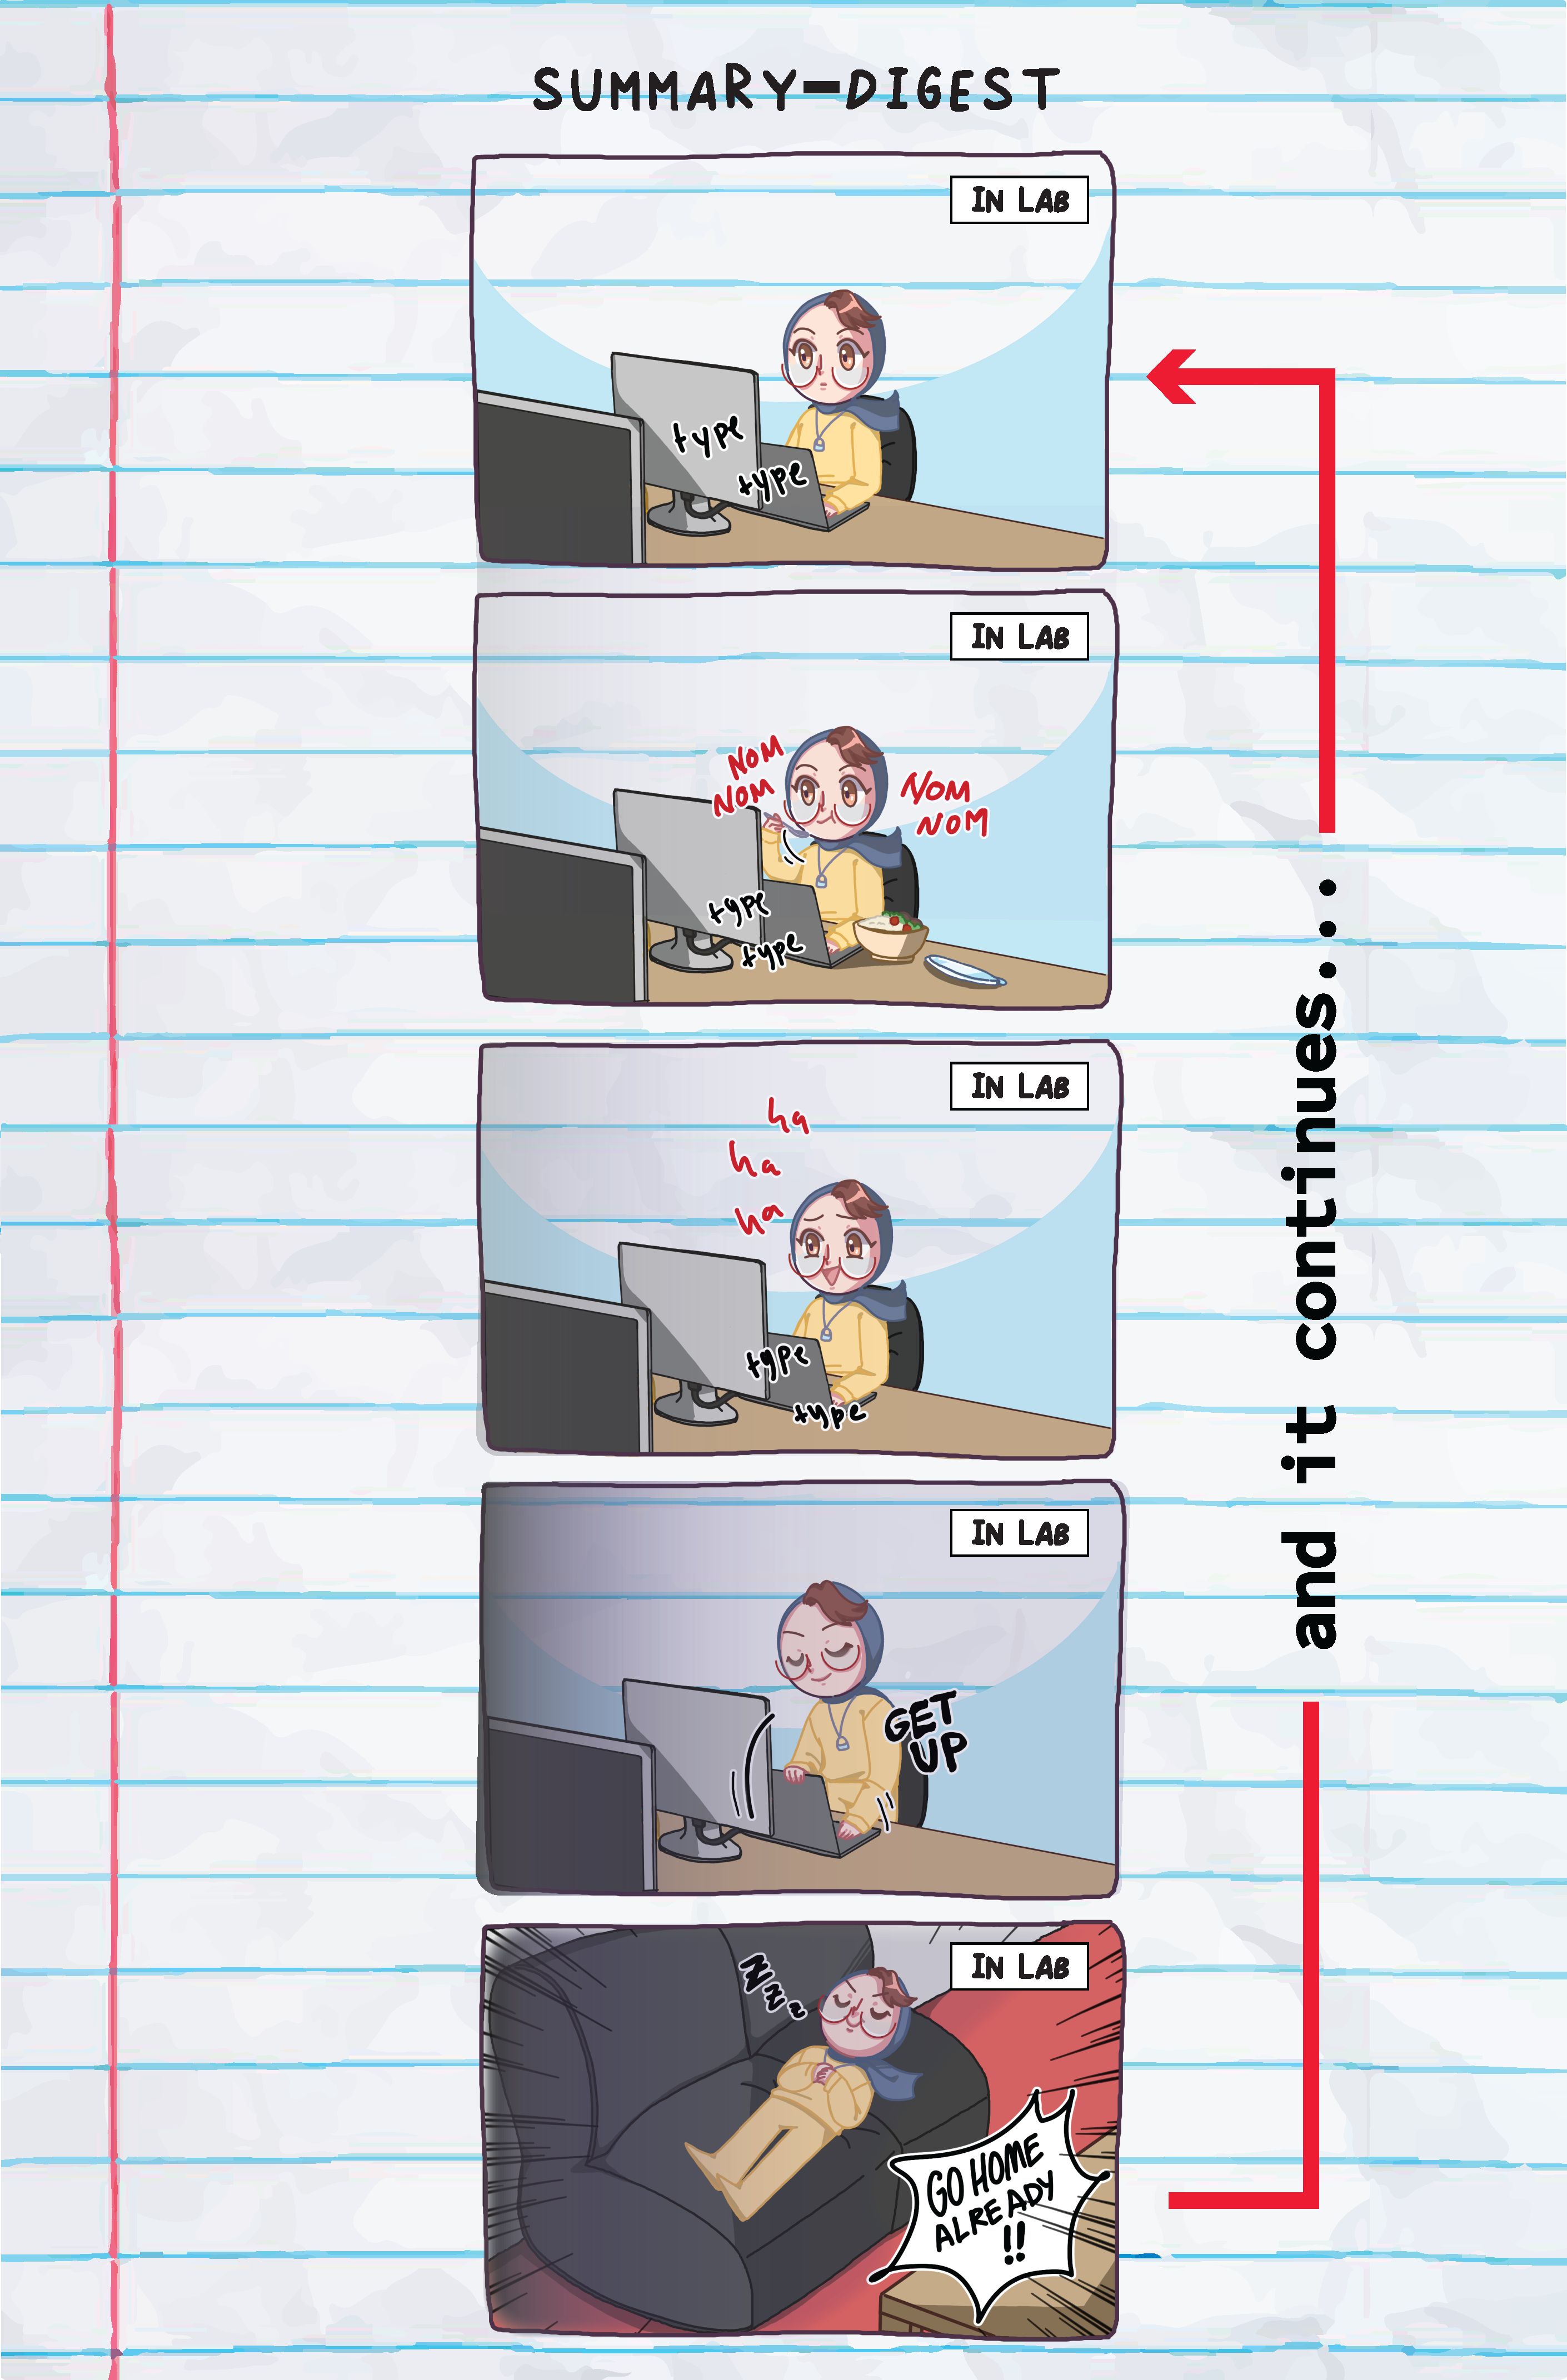 SUMMARY-DIGEST
IN LAB
type
type
IN LAB
NOM
NOM
NOM
NOM
type
type
IN LAB
ha
ha
ha
type
type
IN LAB
GET
UP
IN LAB
ZZZ
GO HOME
ALREADY
!!
and it continues...